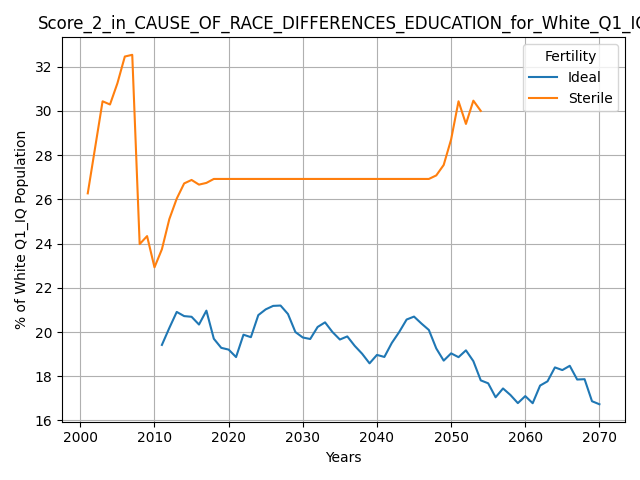 Score_2_in_CAUSE_OF_RACE_DIFFERENCES_EDUCATION_for_White_Q1_IQ
Fertility
Ideal
Sterile
% of White Q1_IQ Population
32
30
28
26
24
22
20
18
16
2000 2010 2020 2030 2040 2050 2060 2070
Years